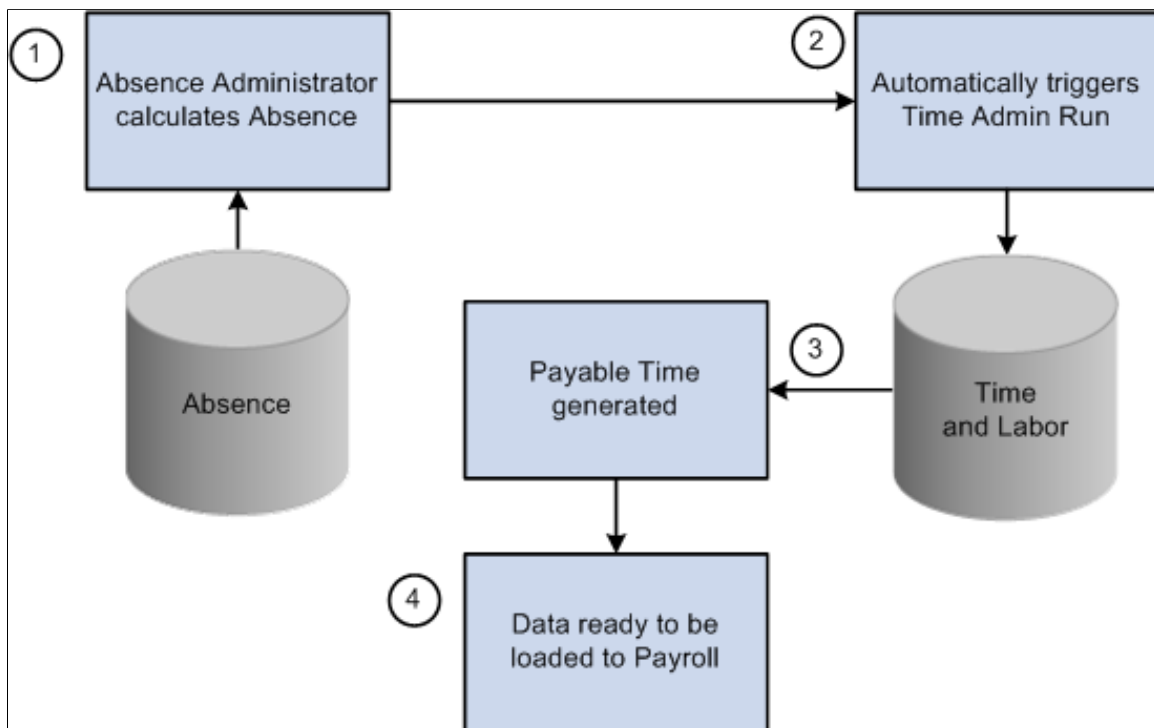 1
Absence Administrator
calculates Absence
2
Automatically triggers
Time Admin Run
Absence
Payable Time
generated
3
Time
and Labor
4
Data ready to be
loaded to Payroll